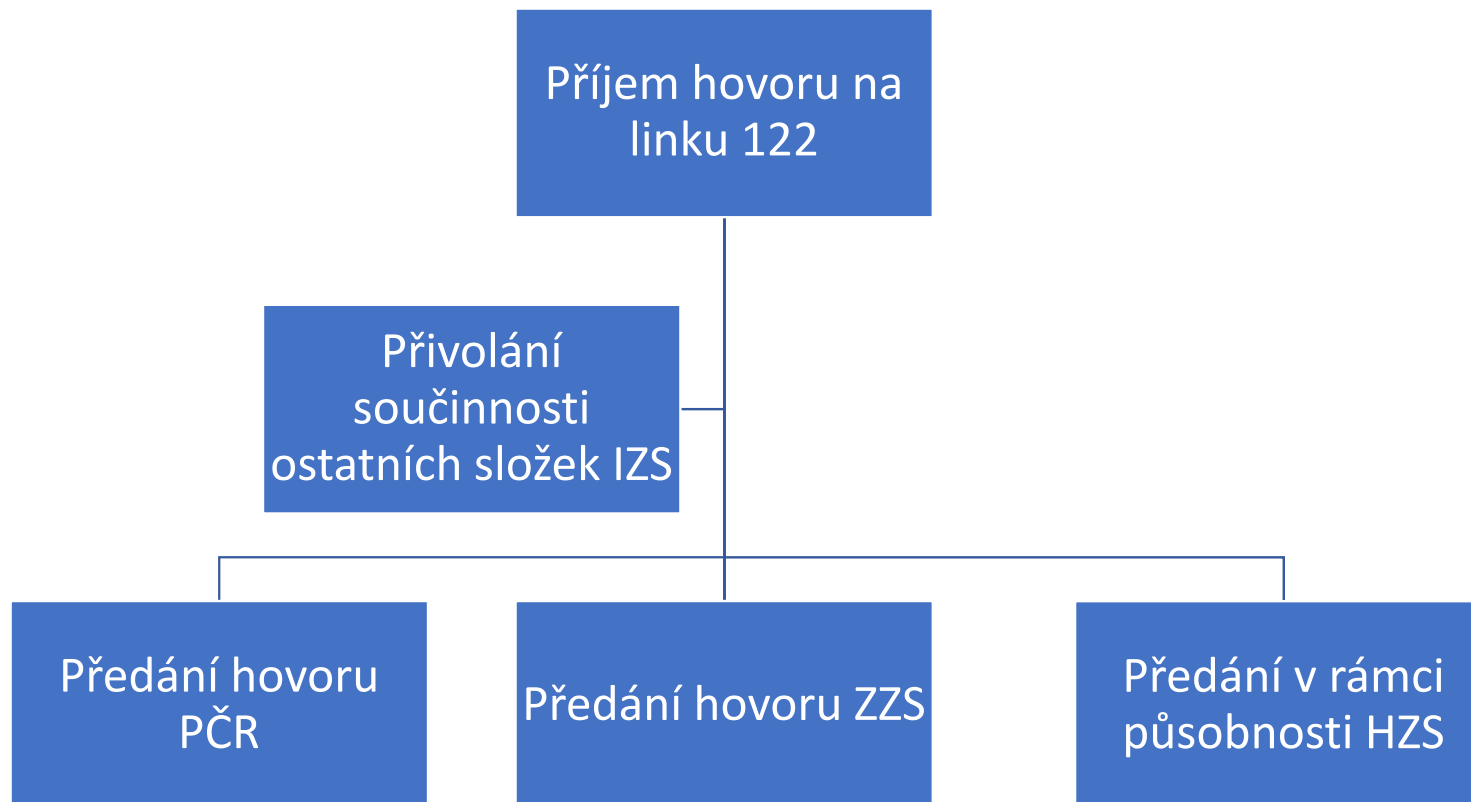 Příjem hovoru na
linku 122
Přivolání
součinnosti
ostatních složek IZS
Předání hovoru
PČR
Předání hovoru ZZS
Předání v rámci
působnosti HZS